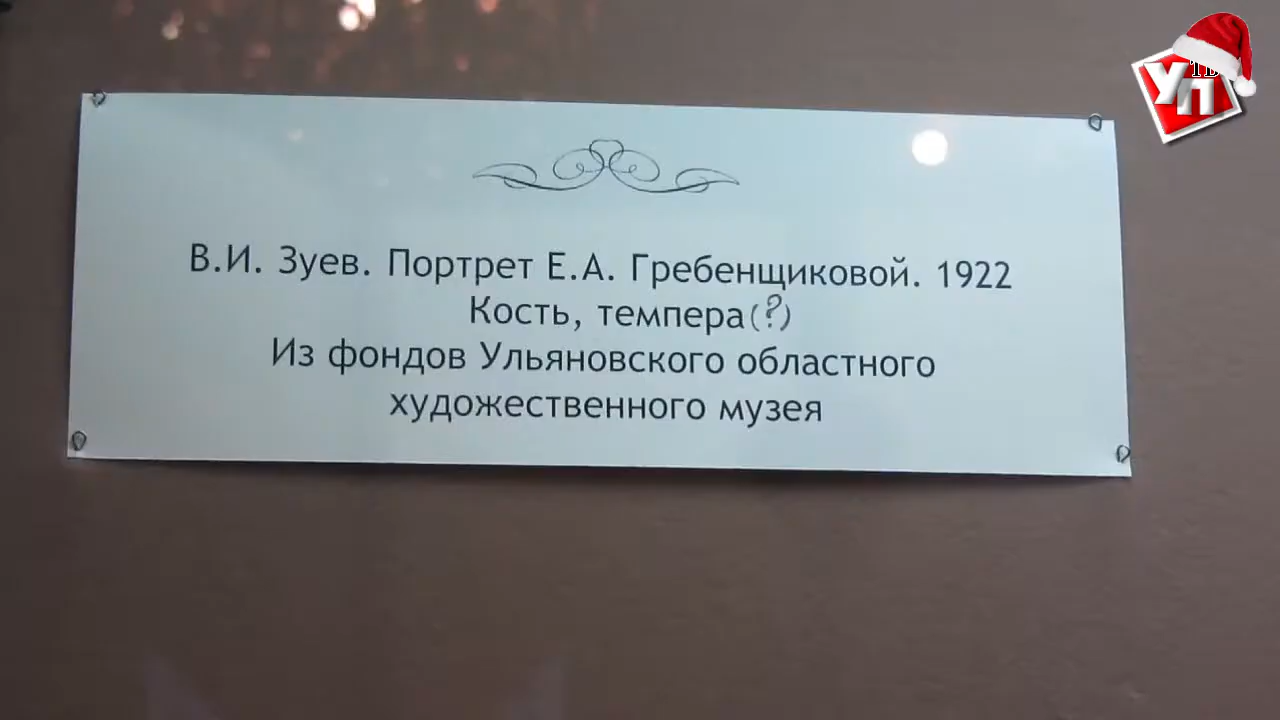 УП ТВ
В.И. Зуев. Портрет Е.А. Гребенщиковой. 1922
Кость, темпера(?)
Из фондов Ульяновского областного
художественного музея